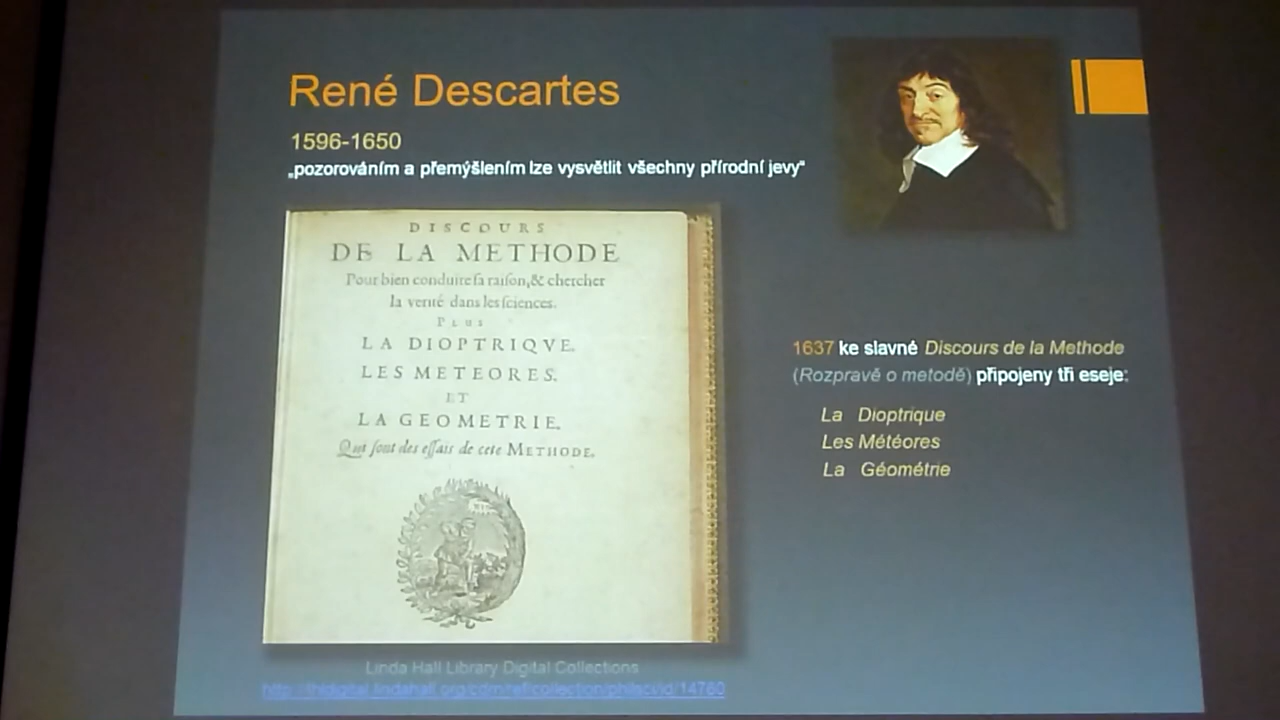 René Descartes
1596-1650
„pozorováním a přemýšlením lze vysvětlit všechny přírodní jevy“
DISCOURS
DE LA METHODE
Pour bien conduire ſa raiſon, & chercher
la verité dans les ſciences.
PLUS
LA DIOPTRIQVE.
LES METEORES.
ET
LA GEOMETRIE.
Qui ſont des eſſais de cete METHODE.
1637 ke slavné Discours de la Methode
(Rozpravě o metodě) připojeny tři eseje:
La Dioptrique
Les Météores
La Géométrie
Linda Hall Library Digital Collections